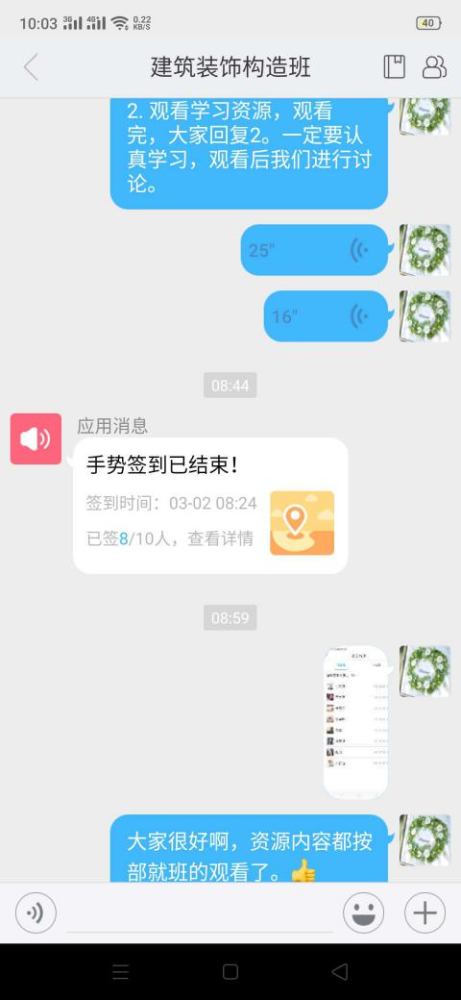 10:03 3G 4G 0.22 KB/S 40
建筑装饰构造班
2. 观看学习资源，观看
完，大家回复2。一定要认
真学习，观看后我们进行讨
论。
25"
16"
08:44
应用消息
手势签到已结束！
签到时间：03-02 08:24
已签8/10人，查看详情
08:59
大家很好啊，资源内容都按
部就班的观看了。👍